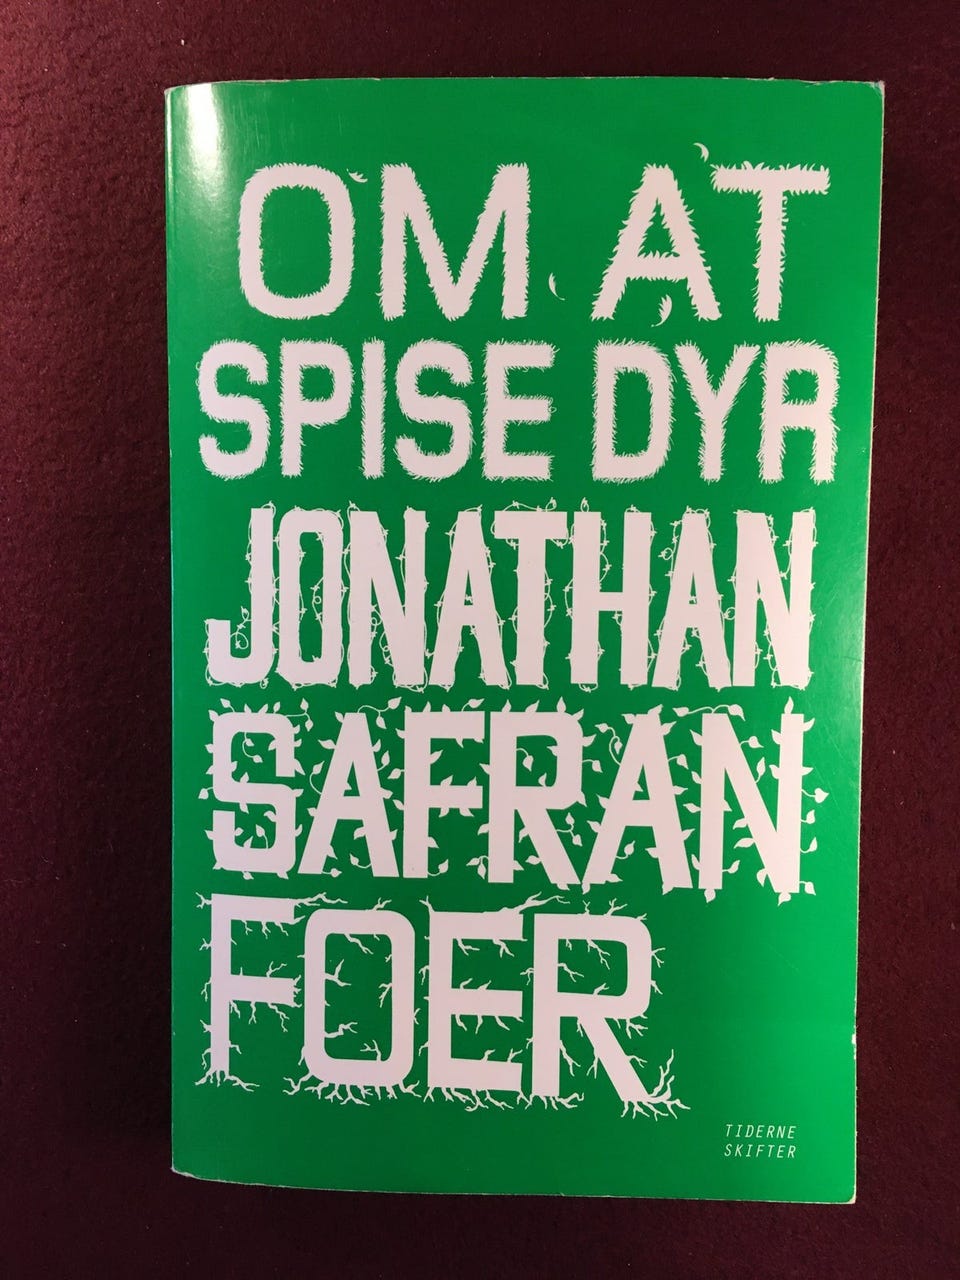 OM AT
SPISE DYR
JONATHAN
SAFRAN
FOER
TIDERNE
SKIFTER